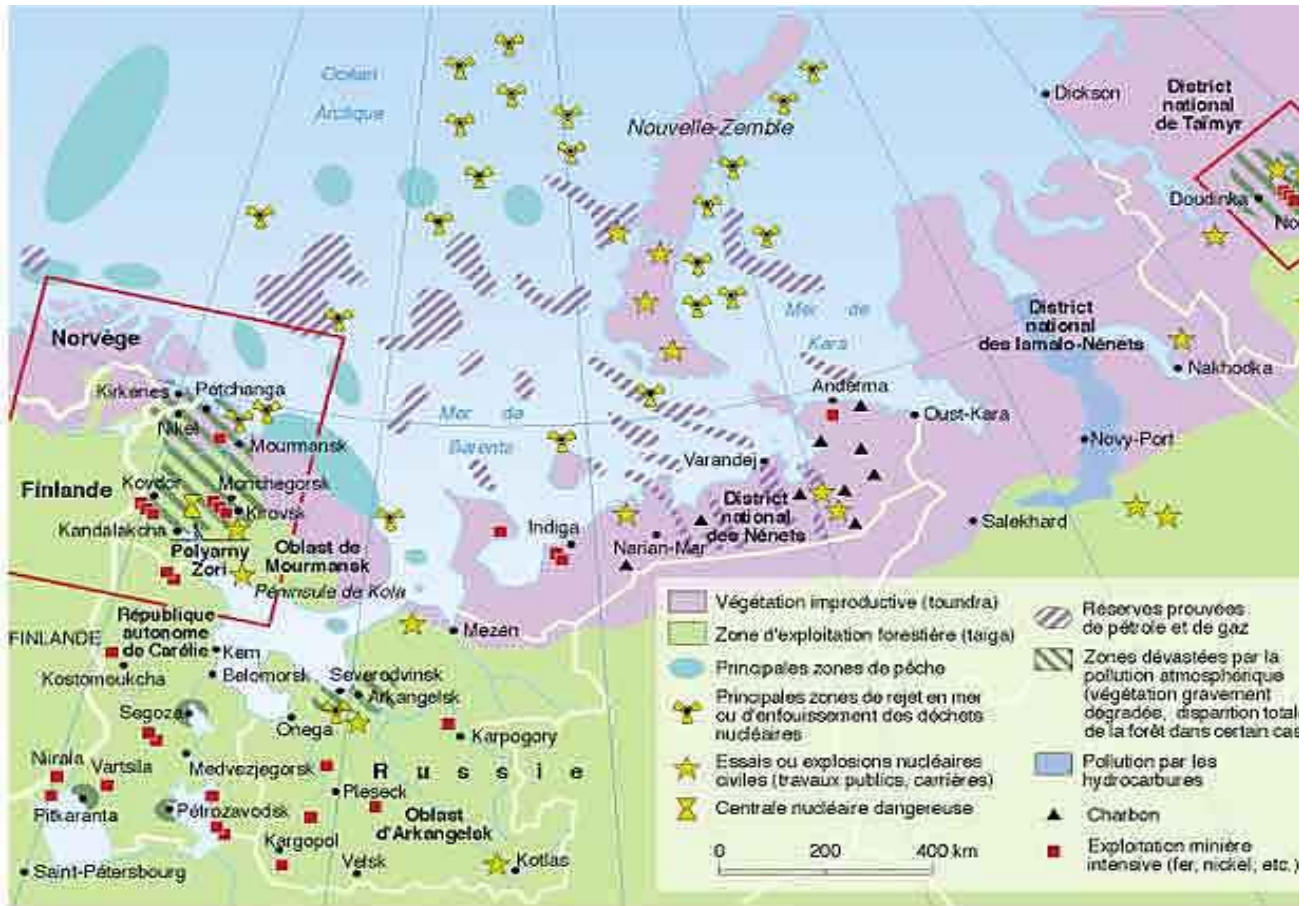 Océan
Arctique
Nouvelle-Zemble
Dickson
District
national
de Taïmyr
Doudinka
Norvège
Kirkenes
Petchanga
Nikel
Mourmansk
Mer de
Barents
Mer de
Kara
District
national
des Iamalo-Nénets
Nakhodka
Anderma
Oust-Kara
Novy-Port
Varandej
District
national
des Nénets
Salekhard
Finlande
Kovdor
Montchegorsk
Kirovsk
Kandalakcha
Polyarny
Zori
Oblast de
Mourmansk
Péninsule de Kola
Indiga
Narian-Mar
République
autonome
de Carélie
FINLANDE
Kem
Mezen
Kostomoukcha
Belomorsk
Severodvinsk
Arkangelsk
Segoza
Onega
Karpogory
Niirala
Vartsila
Medvezjegorsk
Russie
Pleseck
Pitkaranta
Pétrozavodsk
Oblast
d'Arkangelsk
Kargopol
Velsk
Kotlas
Saint-Pétersbourg
Végétation improductive (toundra)
Zone d'exploitation forestière (taïga)
Principales zones de pêche
Principales zones de rejet en mer
ou d'enfouissement des déchets
nucléaires
Essais ou explosions nucléaires
civiles (travaux publics, carrières)
Centrale nucléaire dangereuse
0 200 400 km
Réserves prouvées
de pétrole et de gaz
Zones dévastées par la
pollution atmosphérique
(végétation gravement
dégradée, disparition totale
de la forêt dans certain cas
Pollution par les
hydrocarbures
Charbon
Exploitation minière
intensive (fer, nickel, etc.)